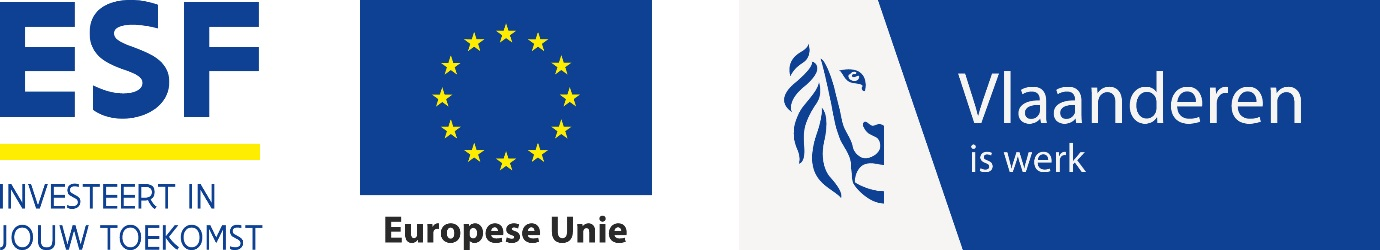 ESF
INVESTEERT IN
JOUW TOEKOMST
Europese Unie
Vlaanderen
is werk